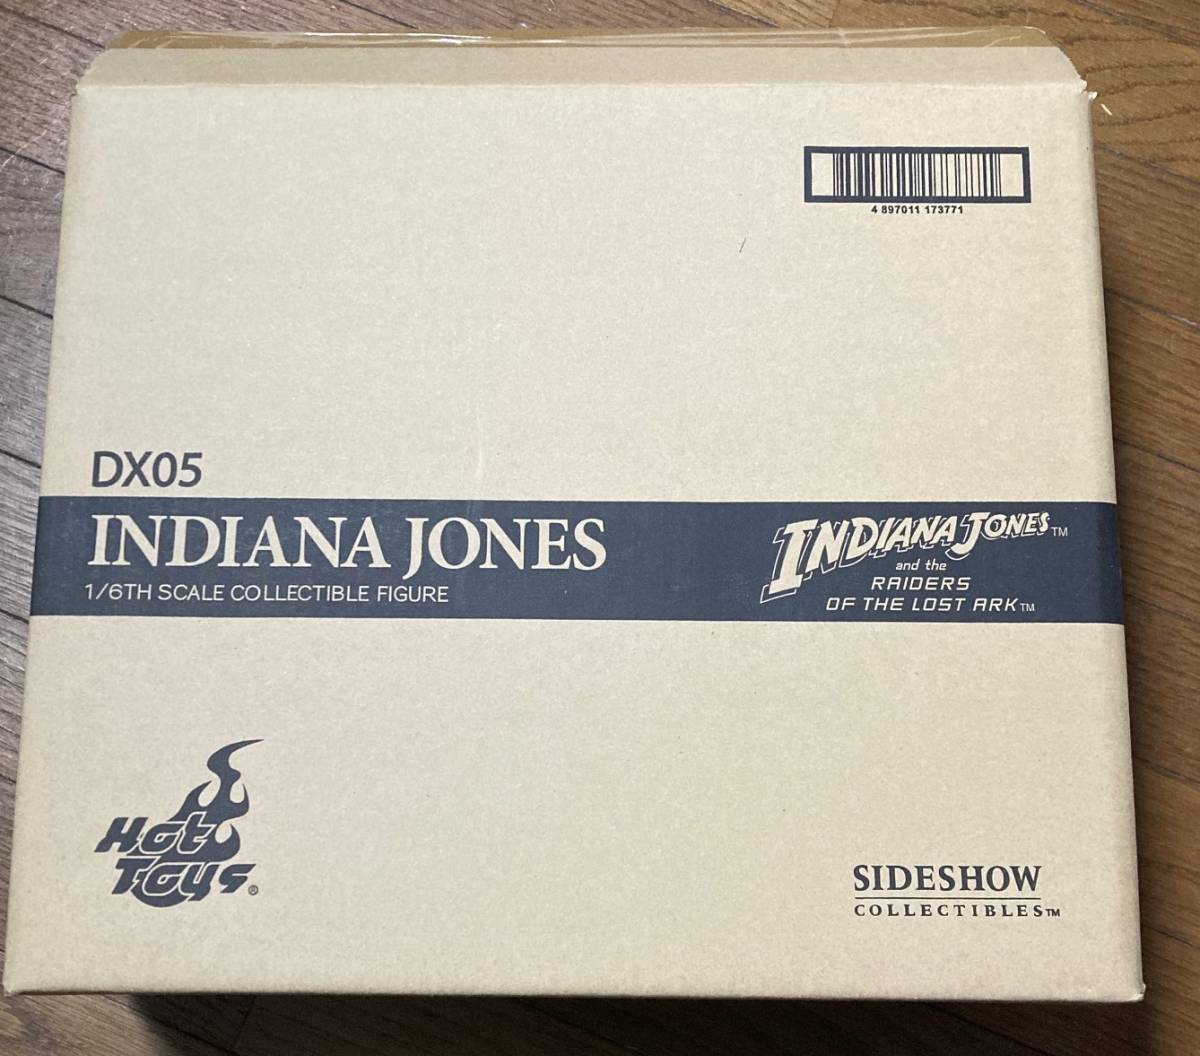 4 897011 173771
DX05
INDIANA JONES
1/6TH SCALE COLLECTIBLE FIGURE
INDIANA JONES™
and the
RAIDERS
OF THE LOST ARK™
Hot
Toys®
SIDESHOW
COLLECTIBLES™